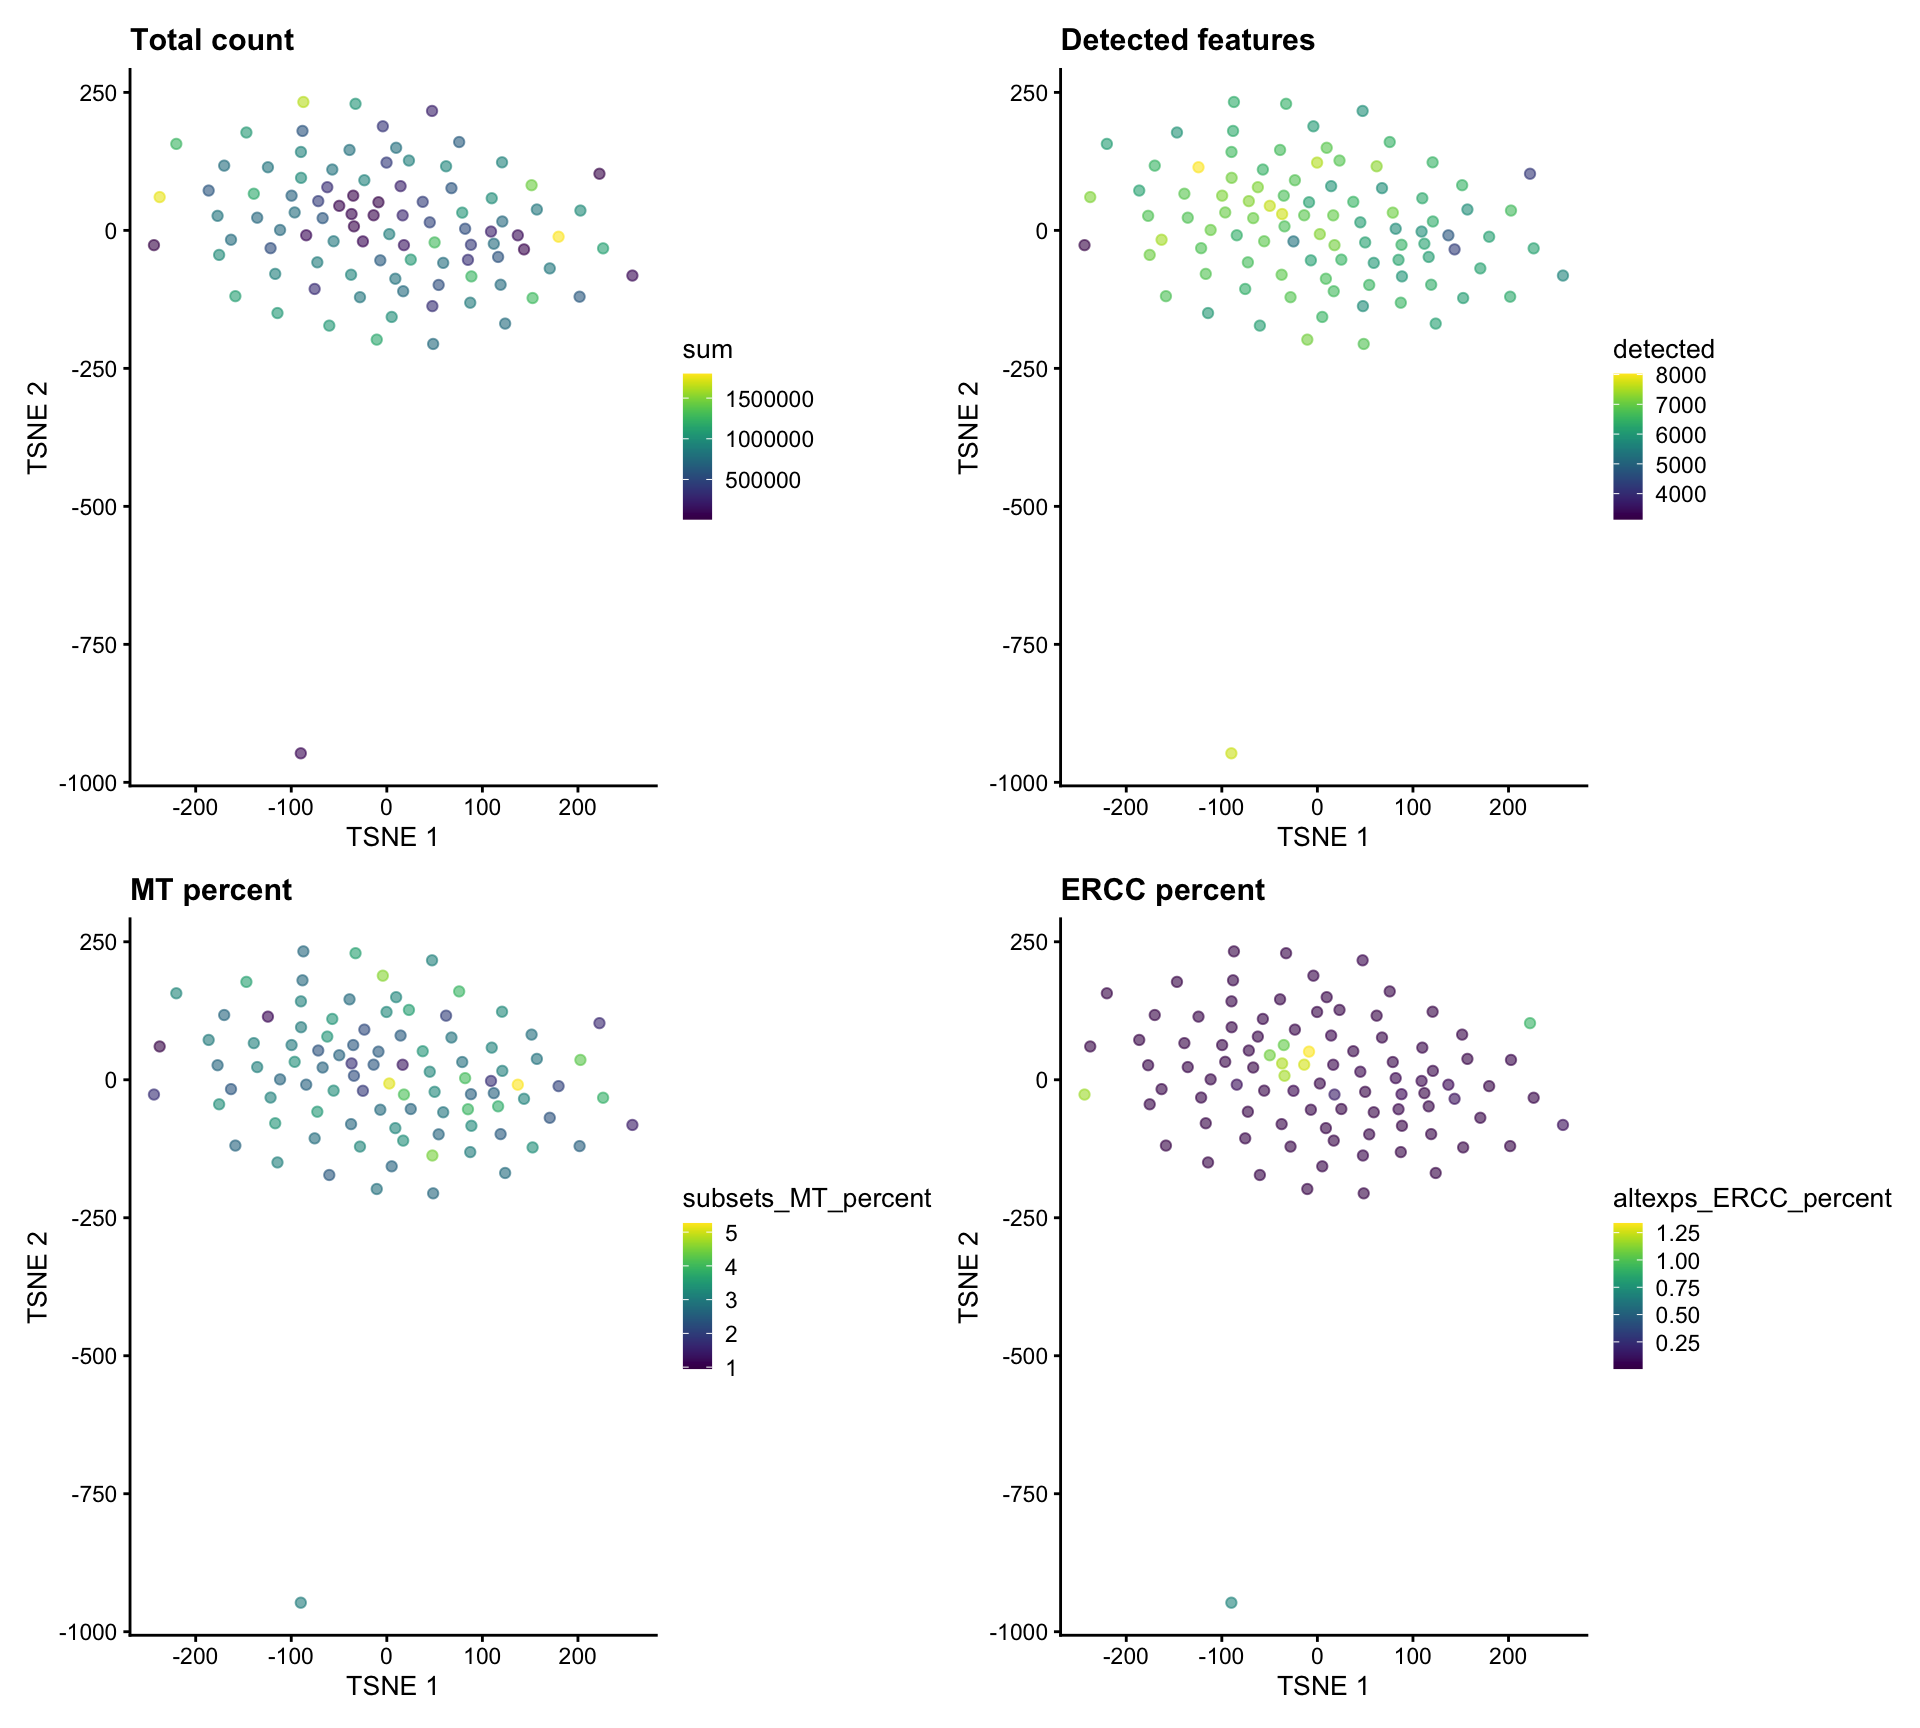 Total count
250
0
-250
-500
-750
-1000
TSNE 2
-200 -100 0 100 200
TSNE 1
sum
1500000
1000000
500000
Detected features
250
0
-250
-500
-750
-1000
TSNE 2
-200 -100 0 100 200
TSNE 1
detected
8000
7000
6000
5000
4000
MT percent
250
0
-250
-500
-750
-1000
TSNE 2
-200 -100 0 100 200
TSNE 1
subsets_MT_percent
5
4
3
2
1
ERCC percent
250
0
-250
-500
-750
-1000
TSNE 2
-200 -100 0 100 200
TSNE 1
altexps_ERCC_percent
1.25
1.00
0.75
0.50
0.25